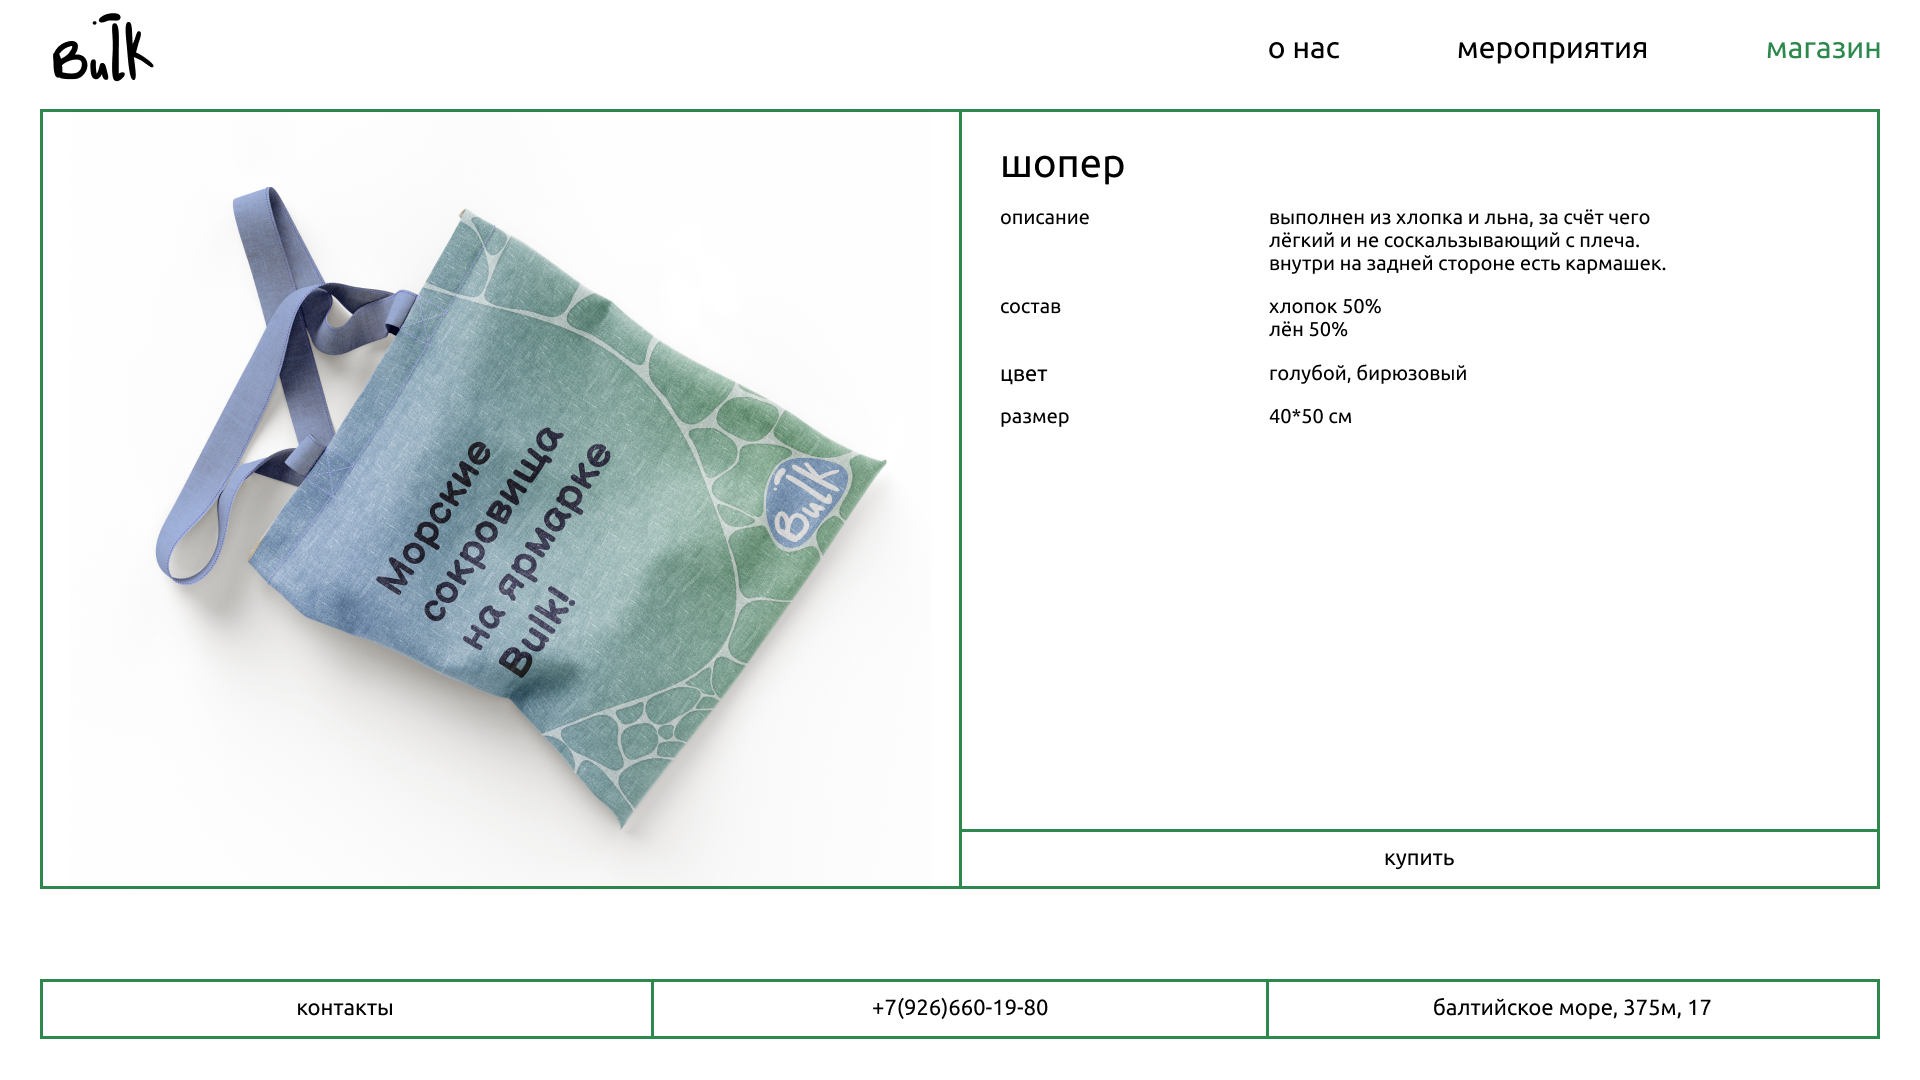 Bulk
о нас
мероприятия
магазин
Морские
сокровища
на ярмарке
Bulk!
Bulk
шопер
описание
выполнен из хлопка и льна, за счёт чего
лёгкий и не соскальзывающий с плеча.
внутри на задней стороне есть кармашек.
состав
хлопок 50%
лён 50%
цвет
голубой, бирюзовый
размер
40*50 см
купить
контакты
+7(926)660-19-80
балтийское море, 375м, 17